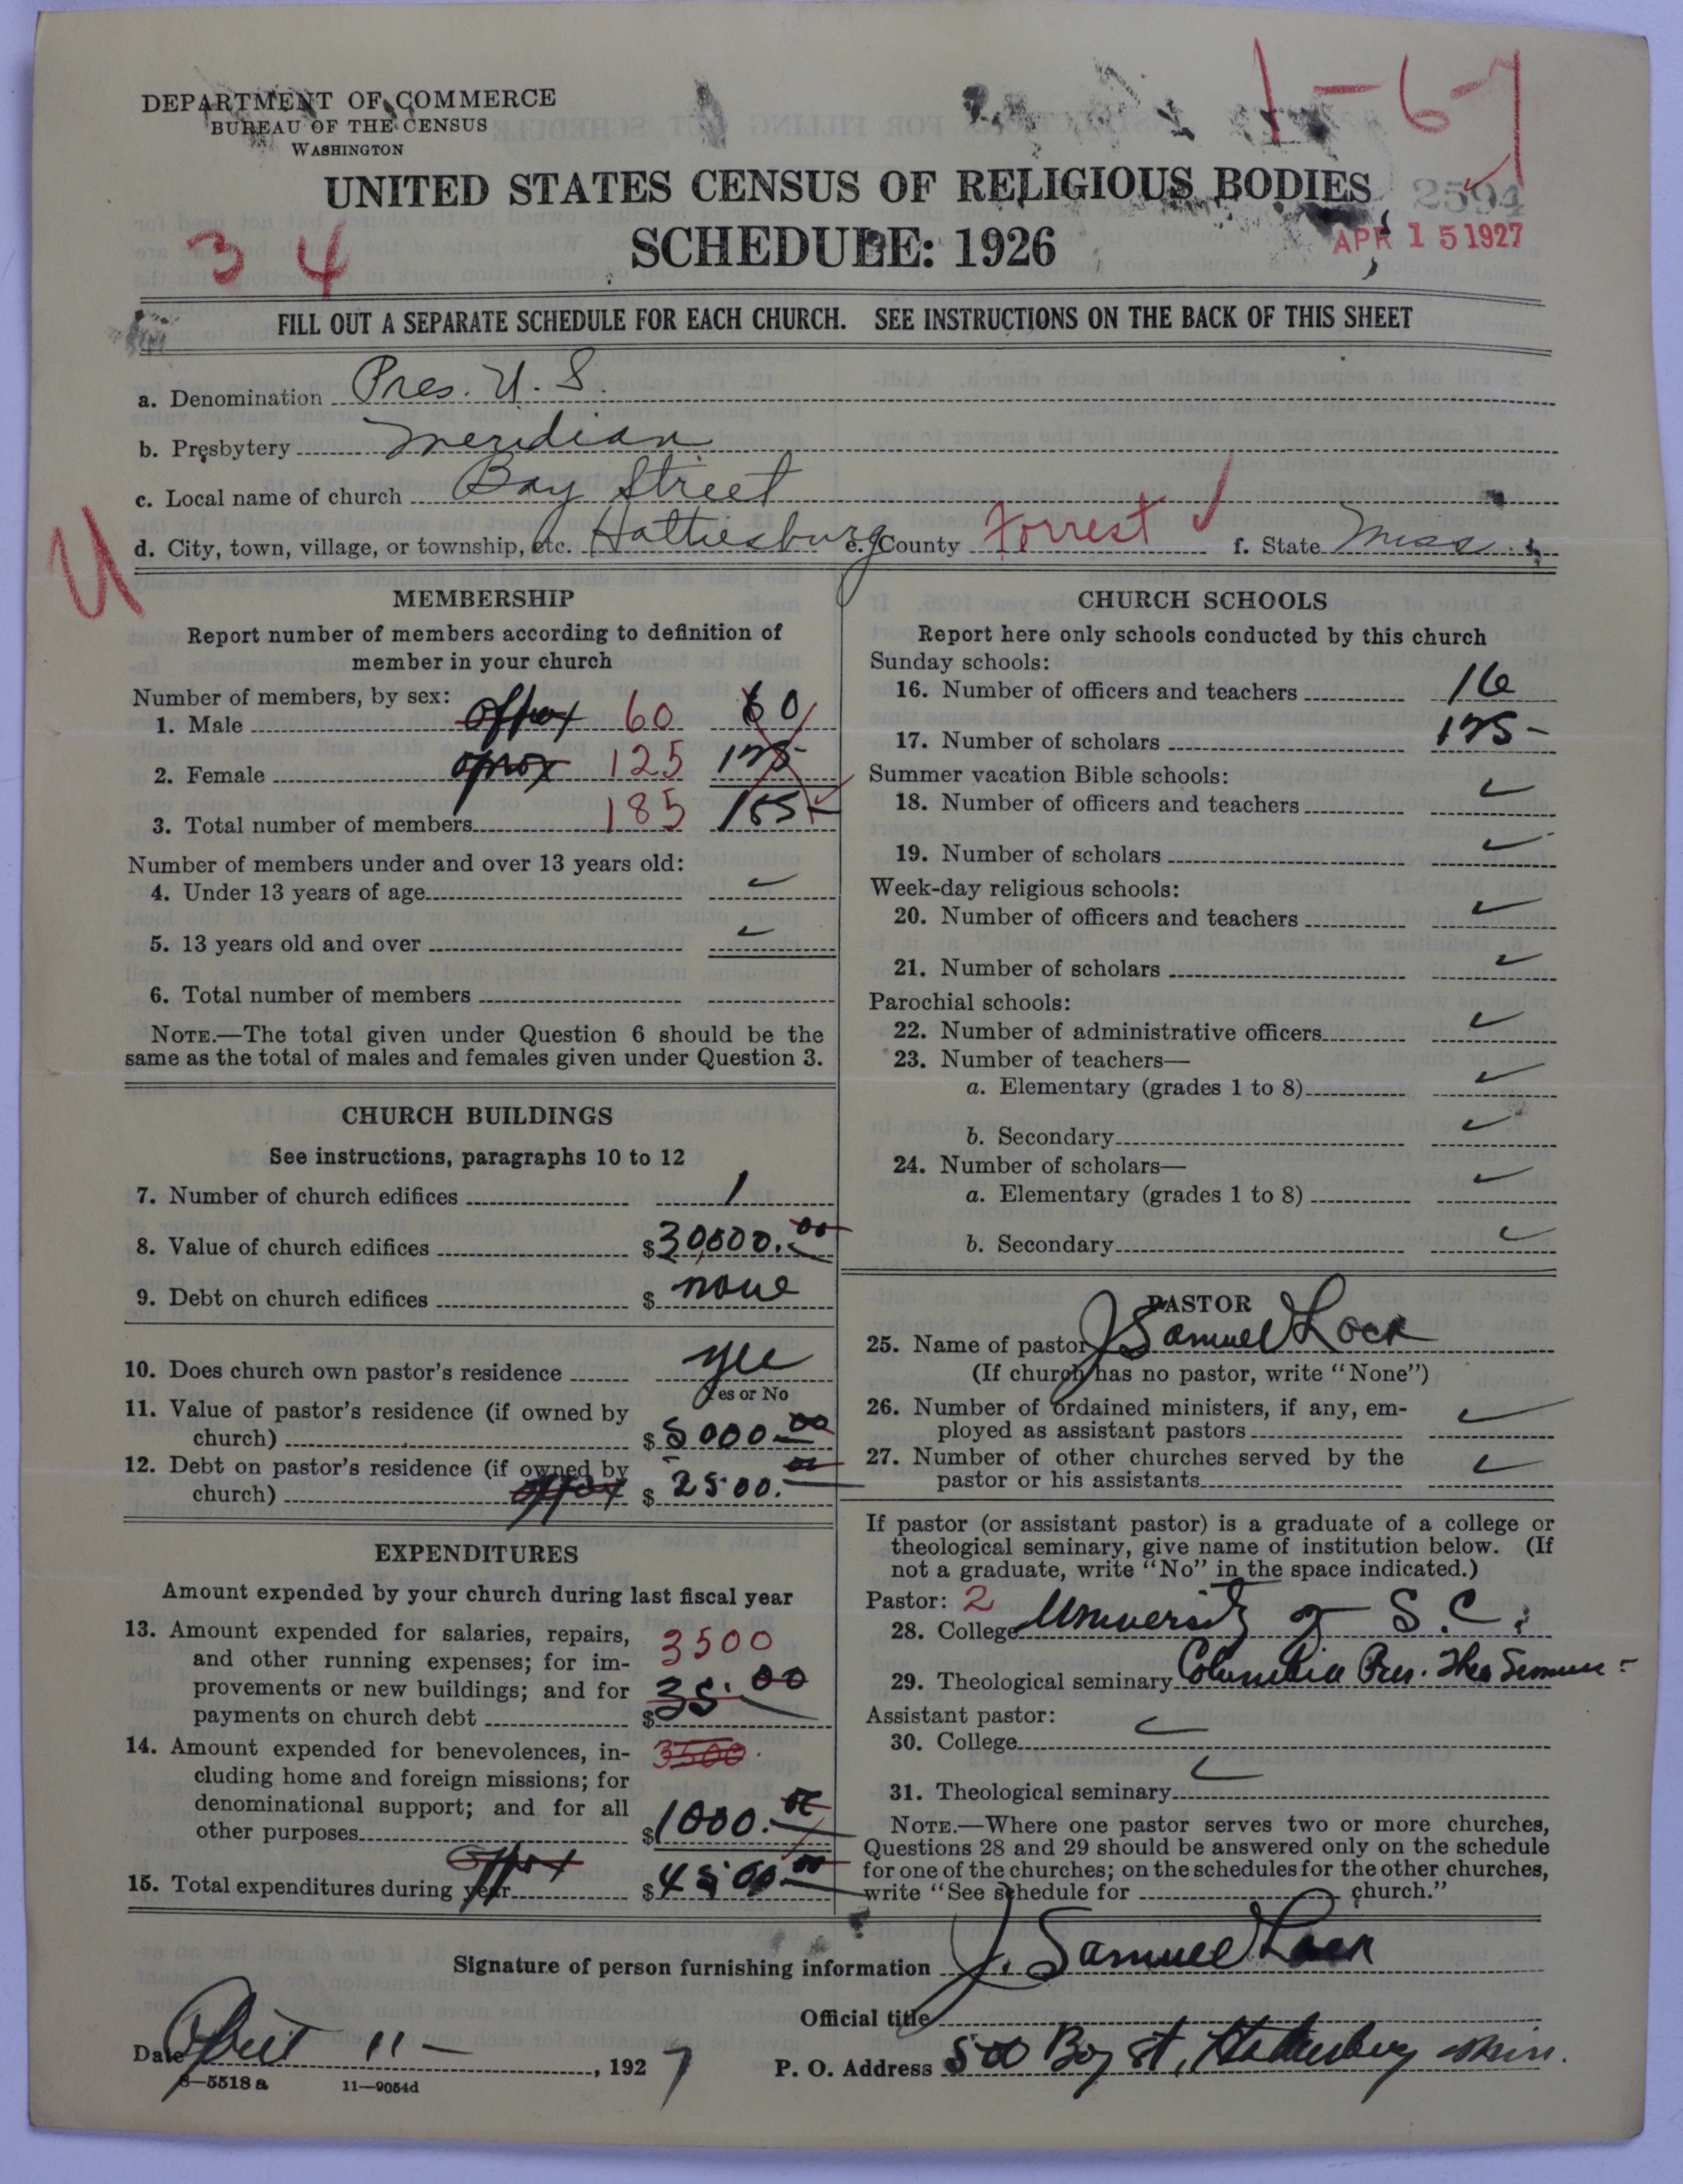 DEPARTMENT OF COMMERCE
BUREAU OF THE CENSUS
WASHINGTON
1-6-7
UNITED STATES CENSUS OF RELIGIOUS BODIES
2594
3 4
SCHEDULE: 1926
APR 15 1927
FILL OUT A SEPARATE SCHEDULE FOR EACH CHURCH. SEE INSTRUCTIONS ON THE BACK OF THIS SHEET
a. Denomination Pres. U. S.
b. Presbytery Meridian
c. Local name of church Bay Street
U
d. City, town, village, or township, etc. Hattiesburg e. County Forrest f. State Miss
MEMBERSHIP
Report number of members according to definition of
member in your church
Number of members, by sex:
1. Male approx 60 60
2. Female aprox 125 125
3. Total number of members 185 185
Number of members under and over 13 years old:
4. Under 13 years of age
5. 13 years old and over
6. Total number of members
NOTE.—The total given under Question 6 should be the
same as the total of males and females given under Question 3.
CHURCH BUILDINGS
See instructions, paragraphs 10 to 12
7. Number of church edifices 1
8. Value of church edifices $30000.00
9. Debt on church edifices $ none
10. Does church own pastor's residence yes
Yes or No
11. Value of pastor's residence (if owned by
church) $5000.00
12. Debt on pastor's residence (if owned by
church) approx $2500.00
EXPENDITURES
Amount expended by your church during last fiscal year
13. Amount expended for salaries, repairs,
and other running expenses; for im-
provements or new buildings; and for
payments on church debt $
3500
35.00
14. Amount expended for benevolences, in-
cluding home and foreign missions; for
denominational support; and for all
other purposes
3500
$1000.00
15. Total expenditures during year approx $4500.00
CHURCH SCHOOLS
Report here only schools conducted by this church
Sunday schools:
16. Number of officers and teachers 16
17. Number of scholars 175-
Summer vacation Bible schools:
18. Number of officers and teachers
19. Number of scholars
Week-day religious schools:
20. Number of officers and teachers
21. Number of scholars
Parochial schools:
22. Number of administrative officers
23. Number of teachers—
a. Elementary (grades 1 to 8)
b. Secondary
24. Number of scholars—
a. Elementary (grades 1 to 8)
b. Secondary
PASTOR
25. Name of pastor J Samuel Lock
(If church has no pastor, write "None")
26. Number of ordained ministers, if any, em-
ployed as assistant pastors
27. Number of other churches served by the
pastor or his assistants
If pastor (or assistant pastor) is a graduate of a college or
theological seminary, give name of institution below. (If
not a graduate, write "No" in the space indicated.)
Pastor: 2
28. College University of S. C.
29. Theological seminary Columbia Pres. Theo
Assistant pastor:
30. College
31. Theological seminary
NOTE.—Where one pastor serves two or more churches,
Questions 28 and 29 should be answered only on the schedule
for one of the churches; on the schedules for the other churches,
write "See schedule for church."
Signature of person furnishing information J. Samuel Lock
Official title
Date April 11 - , 1927
P. O. Address 500 Bay st, Hattiesburg Miss.
8—5518 a
11—9054d